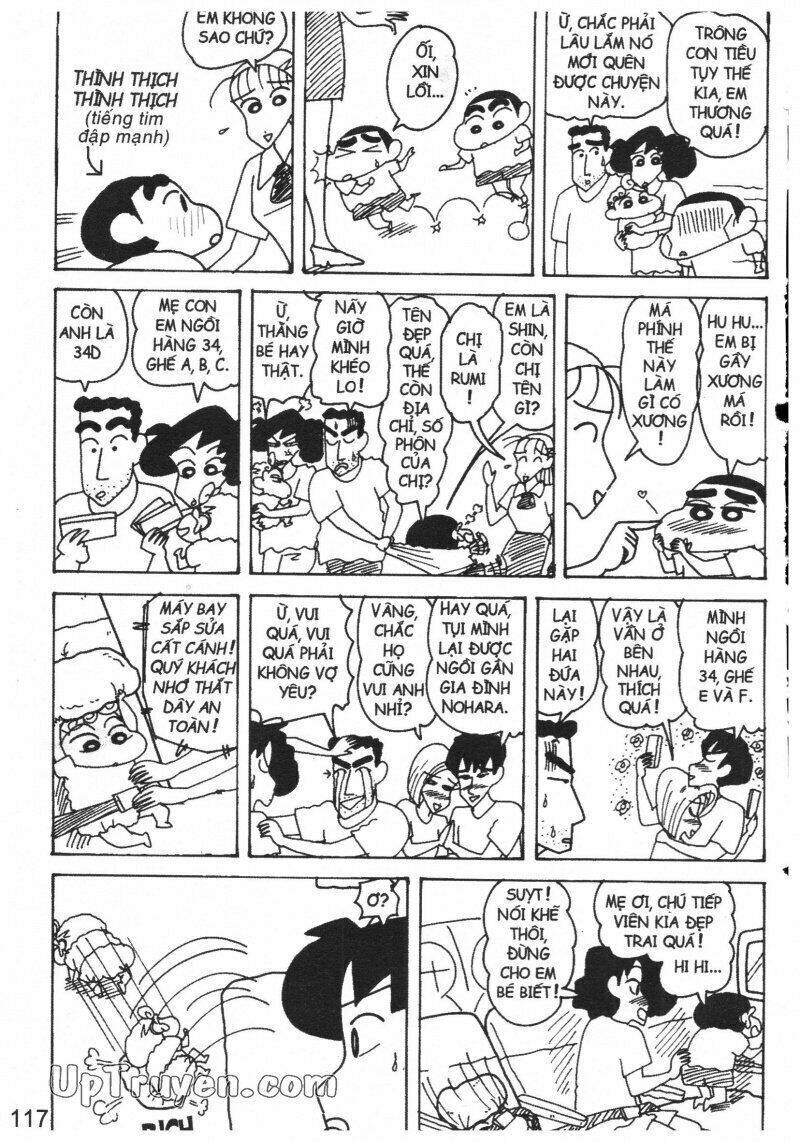 TRÔNG
CON TIỀU
TỤY THẾ
KIA, EM
THƯƠNG
QUÁ!
Ừ, CHẮC PHẢI
LÂU LẮM NÓ
MỚI QUÊN
ĐƯỢC CHUYỆN
NÀY.
ỐI,
XIN
LỖI...
EM KHÔNG
SAO CHỨ?
THÌNH THỊCH
THÌNH THỊCH
(tiếng tim
đập mạnh)
HU HU...
EM BỊ
GÃY
XƯƠNG
MÁ
RỒI!
MÁ
PHÍNH
THẾ
NÀY
LÀM
GÌ CÓ
XƯƠNG
!
EM LÀ
SHIN,
CÒN
CHỊ
TÊN
GÌ?
CHỊ
LÀ
RUMI
!
TÊN
ĐẸP
QUÁ,
THẾ
CÒN
ĐỊA
CHỈ, SỐ
PHÔN
CỦA
CHỊ?
NÃY
GIỜ
MÌNH
KHÉO
LO!
Ừ,
THẰNG
BÉ HAY
THẬT.
MẸ CON
EM NGỒI
HÀNG 34,
GHẾ A, B, C.
CÒN
ANH LÀ
34D
MÌNH
NGỒI
HÀNG
34, GHẾ
E VÀ F.
VẬY LÀ
VẪN Ở
BÊN
NHAU,
THÍCH
QUÁ!
LẠI
GẶP
HAI
ĐỨA
NÀY!
HAY QUÁ,
TỤI MÌNH
LẠI ĐƯỢC
NGỒI GẦN
GIA ĐÌNH
NOHARA.
VÂNG,
CHẮC
HỌ
CŨNG
VUI ANH
NHỈ?
Ừ, VUI
QUÁ, VUI
QUÁ PHẢI
KHÔNG VỢ
YÊU?
MÁY BAY
SẮP SỬA
CẤT CÁNH!
QUÝ KHÁCH
NHỚ THẮT
DÂY AN
TOÀN!
MẸ ƠI, CHÚ TIẾP
VIÊN KIA ĐẸP
TRAI QUÁ!
HI HI...
SUỴT!
NÓI KHẼ
THÔI,
ĐỪNG
CHO EM
BÉ BIẾT!
Ơ?
BỊCH
UpTruyen.com
117